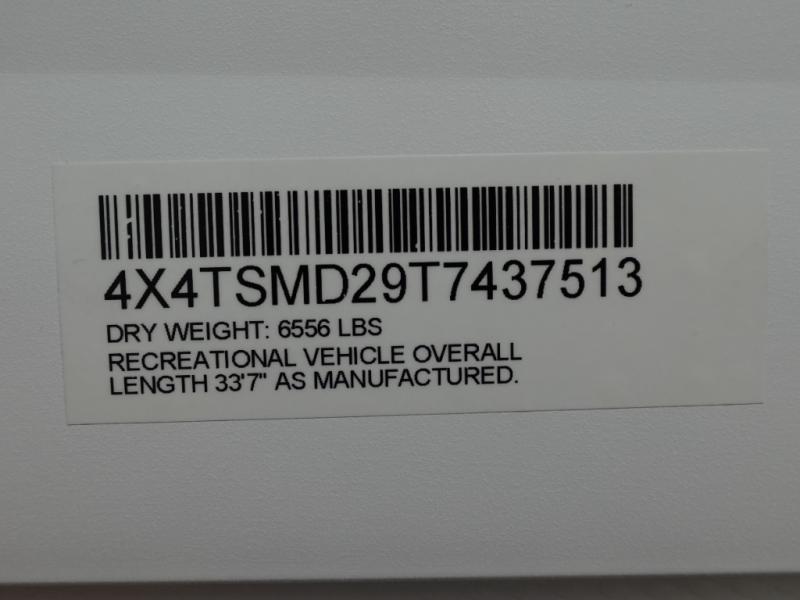 4X4TSMD29T7437513
DRY WEIGHT: 6556 LBS
RECREATIONAL VEHICLE OVERALL
LENGTH 33'7" AS MANUFACTURED.